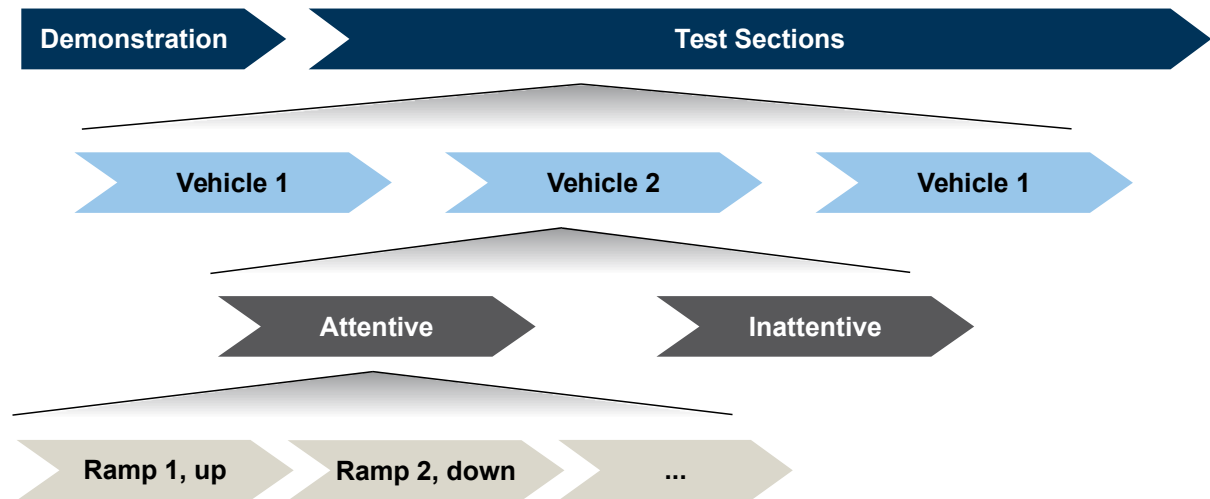 Demonstration
Test Sections
Vehicle 1
Vehicle 2
Vehicle 1
Attentive
Inattentive
Ramp 1, up
Ramp 2, down
...